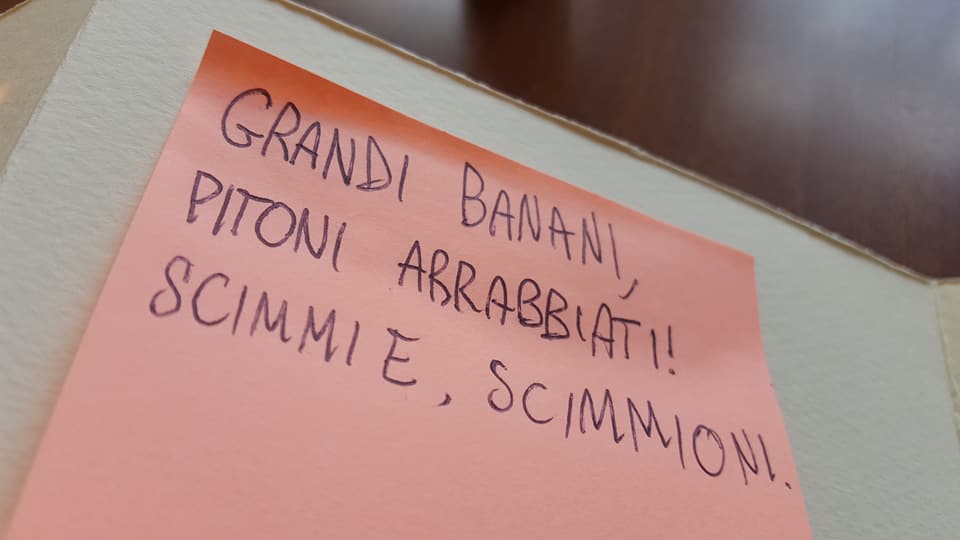 GRANDI BANANI,
PITONI ARRABBIATI!
SCIMMIE, SCIMMIONI.